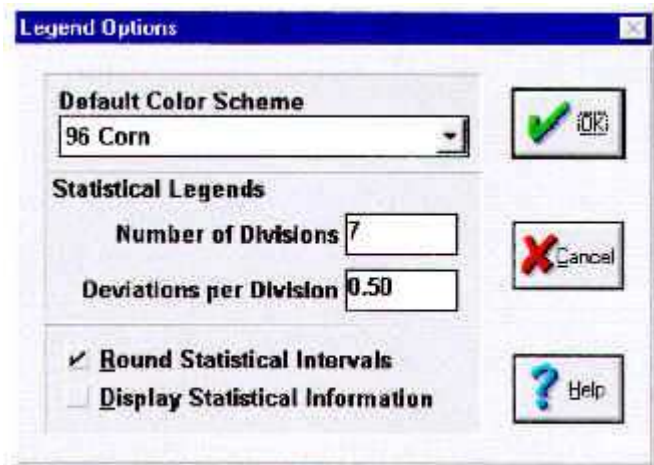 Legend Options
Default Color Scheme
96 Corn
OK
Statistical Legends
Number of Divisions 7
Deviations per Division 0.50
Cancel
Round Statistical Intervals
Display Statistical Information
Help